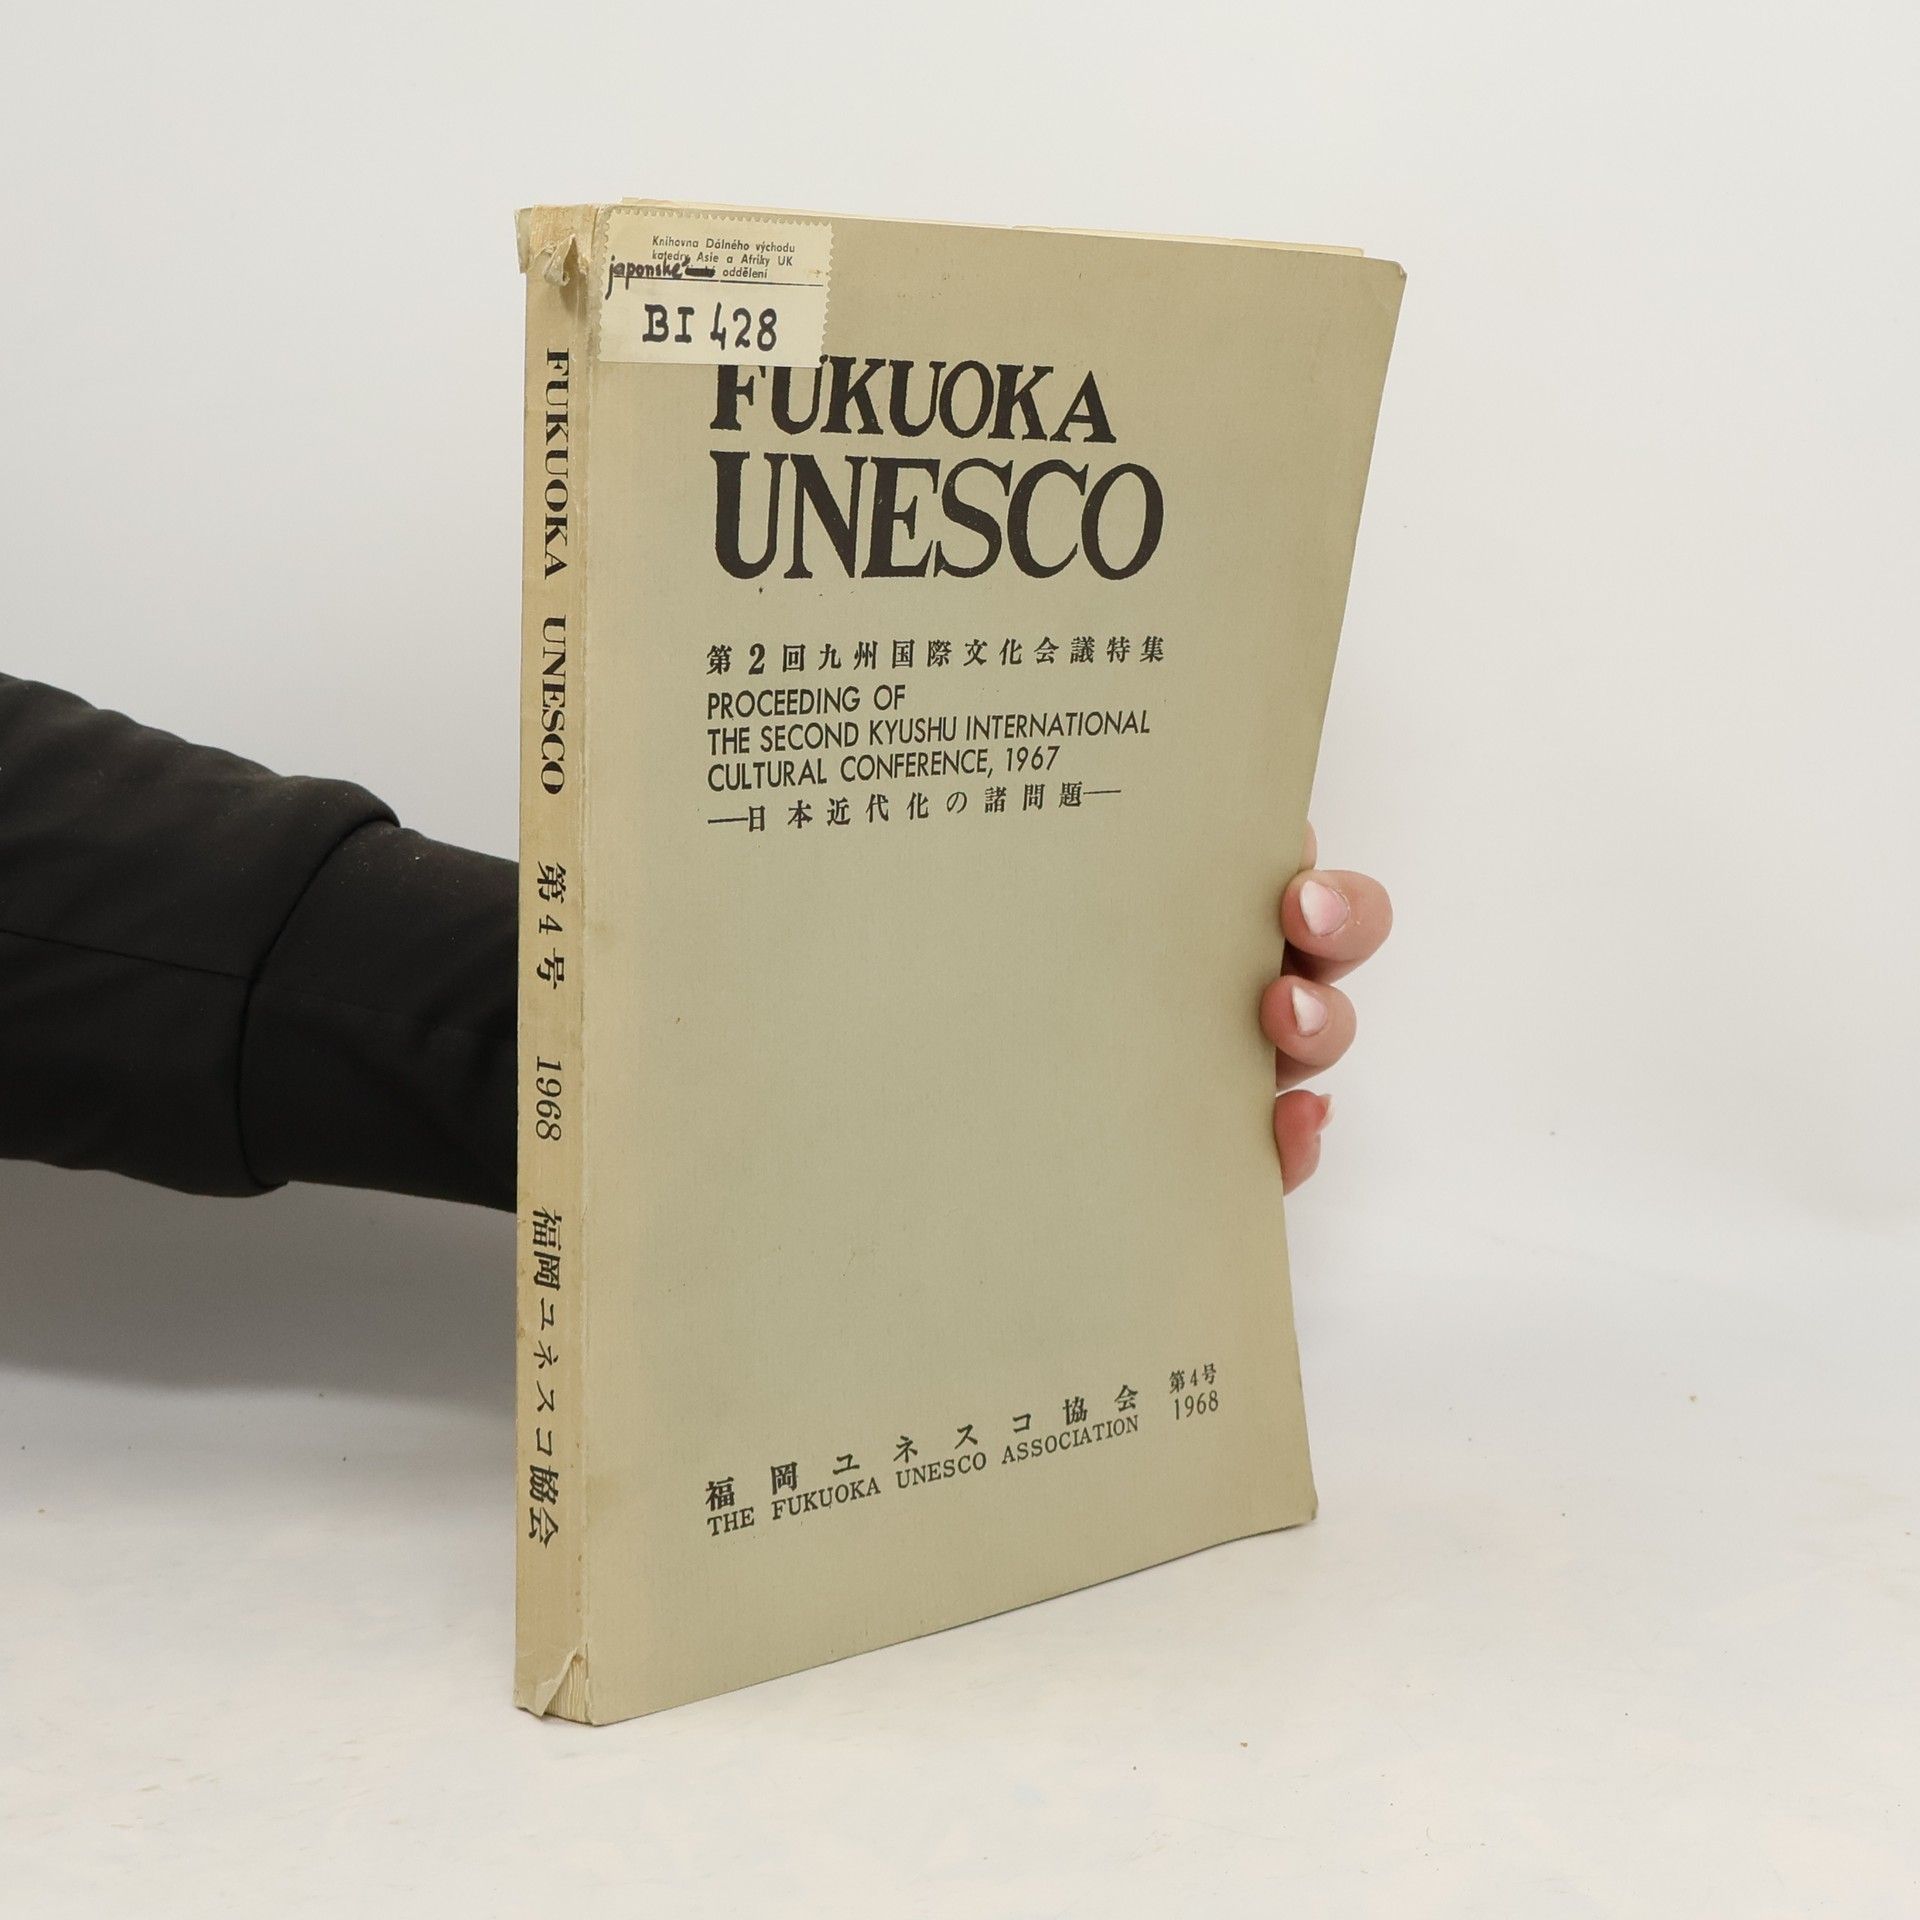 Knihovna Dálného východu
katedry Asie a Afriky UK
japonské oddělení
BI 428
FUKUOKA
UNESCO
第2回九州国際文化会議特集
PROCEEDING OF
THE SECOND KYUSHU INTERNATIONAL
CULTURAL CONFERENCE, 1967
―日本近代化の諸問題―
福岡ユネスコ協会 第4号
THE FUKUOKA UNESCO ASSOCIATION 1968
FUKUOKA UNESCO 第4号 1968 福岡ユネスコ協会